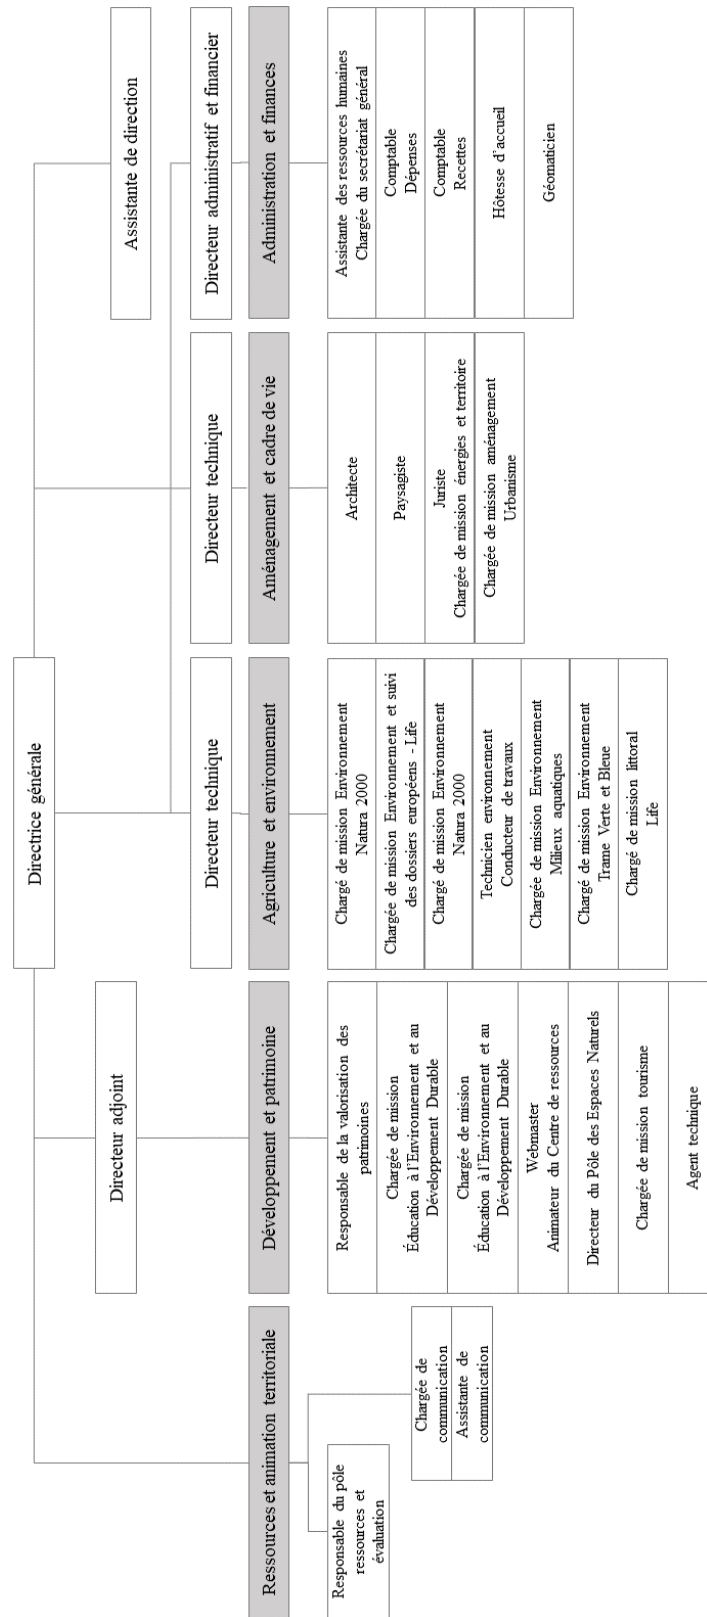 Directrice générale
Directeur adjoint
Assistante de direction
Directeur technique
Directeur technique
Directeur administratif et financier
Ressources et animation territoriale
Développement et patrimoine
Agriculture et environnement
Aménagement et cadre de vie
Administration et finances
Responsable du pôle
ressources et
évaluation
Chargée de
communication
Assistante de
communication
Responsable de la valorisation des
patrimoines
Chargée de mission
Éducation à l'Environnement et au
Développement Durable
Chargée de mission
Éducation à l'Environnement et au
Développement Durable
Webmaster
Animateur du Centre de ressources
Directeur du Pôle des Espaces Naturels
Chargée de mission tourisme
Agent technique
Chargé de mission Environnement
Natura 2000
Chargée de mission Environnement et suivi
des dossiers européens - Life
Chargé de mission Environnement
Natura 2000
Technicien environnement
Conducteur de travaux
Chargée de mission Environnement
Milieux aquatiques
Chargé de mission Environnement
Trame Verte et Bleue
Chargé de mission littoral
Life
Architecte
Paysagiste
Juriste
Chargée de mission énergies et territoire
Chargée de mission aménagement
Urbanisme
Assistante des ressources humaines
Chargée du secrétariat général
Comptable
Dépenses
Comptable
Recettes
Hôtesse d'accueil
Géomaticien